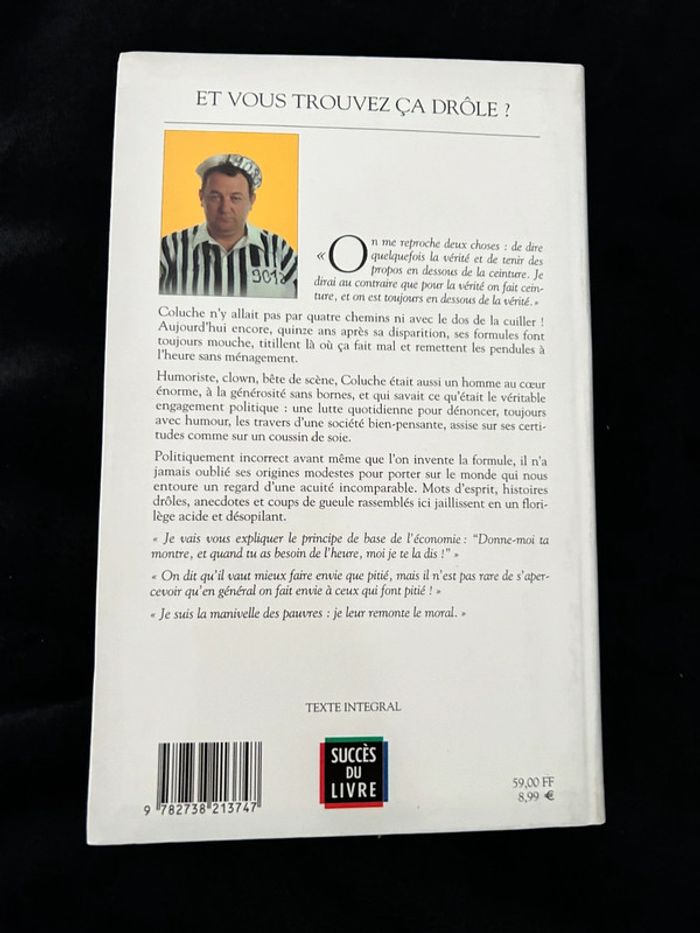 ET VOUS TROUVEZ ÇA DRÔLE ?
9018
« On me reproche deux choses : de dire
quelquefois la vérité et de tenir des
propos en dessous de la ceinture. Je
dirai au contraire que pour la vérité on fait cein-
ture, et on est toujours en dessous de la vérité. »
Coluche n'y allait pas par quatre chemins ni avec le dos de la cuiller !
Aujourd'hui encore, quinze ans après sa disparition, ses formules font
toujours mouche, titillent là où ça fait mal et remettent les pendules à
l'heure sans ménagement.
Humoriste, clown, bête de scène, Coluche était aussi un homme au cœur
énorme, à la générosité sans bornes, et qui savait ce qu'était le véritable
engagement politique : une lutte quotidienne pour dénoncer, toujours
avec humour, les travers d'une société bien-pensante, assise sur ses certi-
tudes comme sur un coussin de soie.
Politiquement incorrect avant même que l'on invente la formule, il n'a
jamais oublié ses origines modestes pour porter sur le monde qui nous
entoure un regard d'une acuité incomparable. Mots d'esprit, histoires
drôles, anecdotes et coups de gueule rassemblés ici jaillissent en un flori-
lège acide et désopilant.
« Je vais vous expliquer le principe de base de l'économie : “Donne-moi ta
montre, et quand tu as besoin de l'heure, moi je te la dis !” »
« On dit qu'il vaut mieux faire envie que pitié, mais il n'est pas rare de s'aper-
cevoir qu'en général on fait envie à ceux qui font pitié ! »
« Je suis la manivelle des pauvres : je leur remonte le moral. »
TEXTE INTEGRAL
SUCCÈS
DU
LIVRE
59,00 FF
8,99 €
9 782738 213747